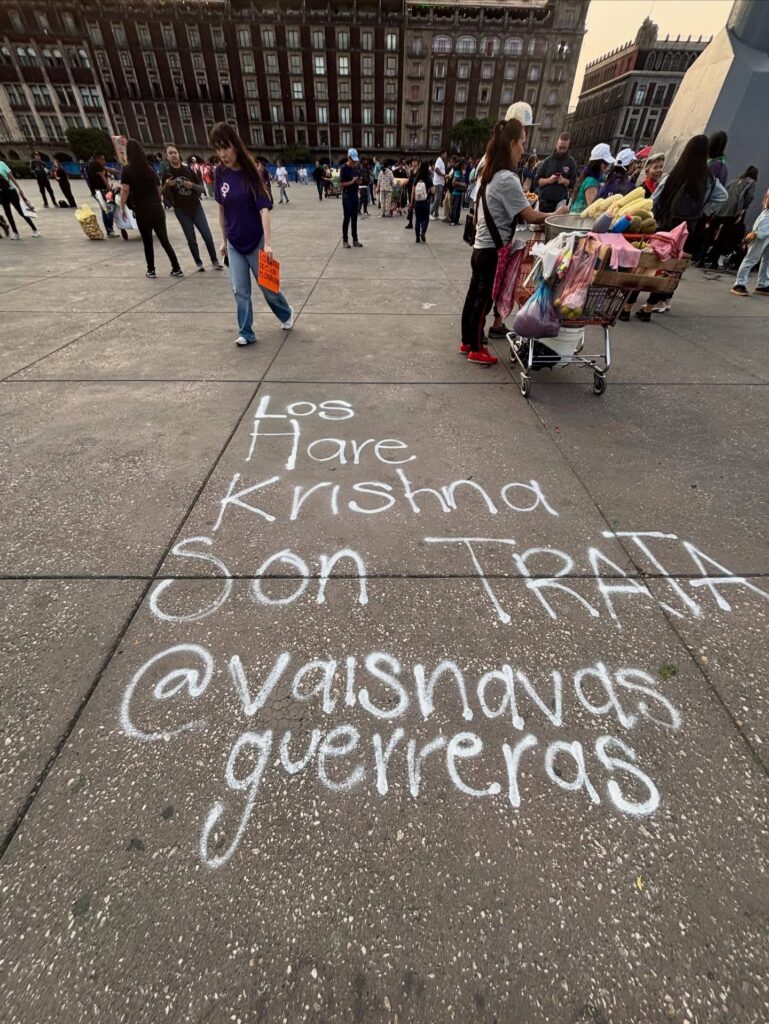 Los
Hare
Krishna
Son TRATA
@vaisnavas
guerreras